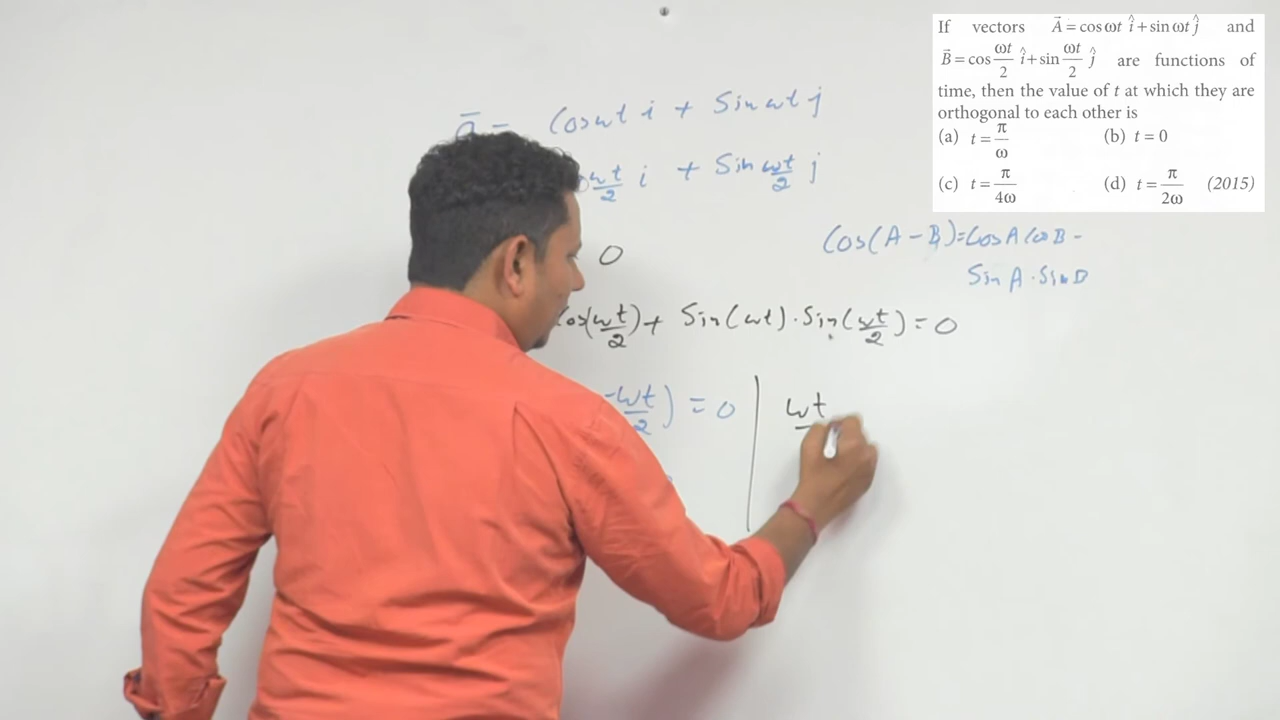 If vectors A⃗ = cos ωt î + sin ωt ĵ and
B⃗ = cos ωt/2 î + sin ωt/2 ĵ are functions of
time, then the value of t at which they are
orthogonal to each other is
(a) t = π/ω (b) t = 0
(c) t = π/4ω (d) t = π/2ω (2015)
Cosωt i + Sin ωt j
ωt/2 i + Sin ωt/2 j
Cos(A - B) = CosA CosB -
Sin A · Sin B
0
Cos(ωt/2) + Sin(ωt) · Sin(ωt/2) = 0
- ωt/2) = 0
ωt